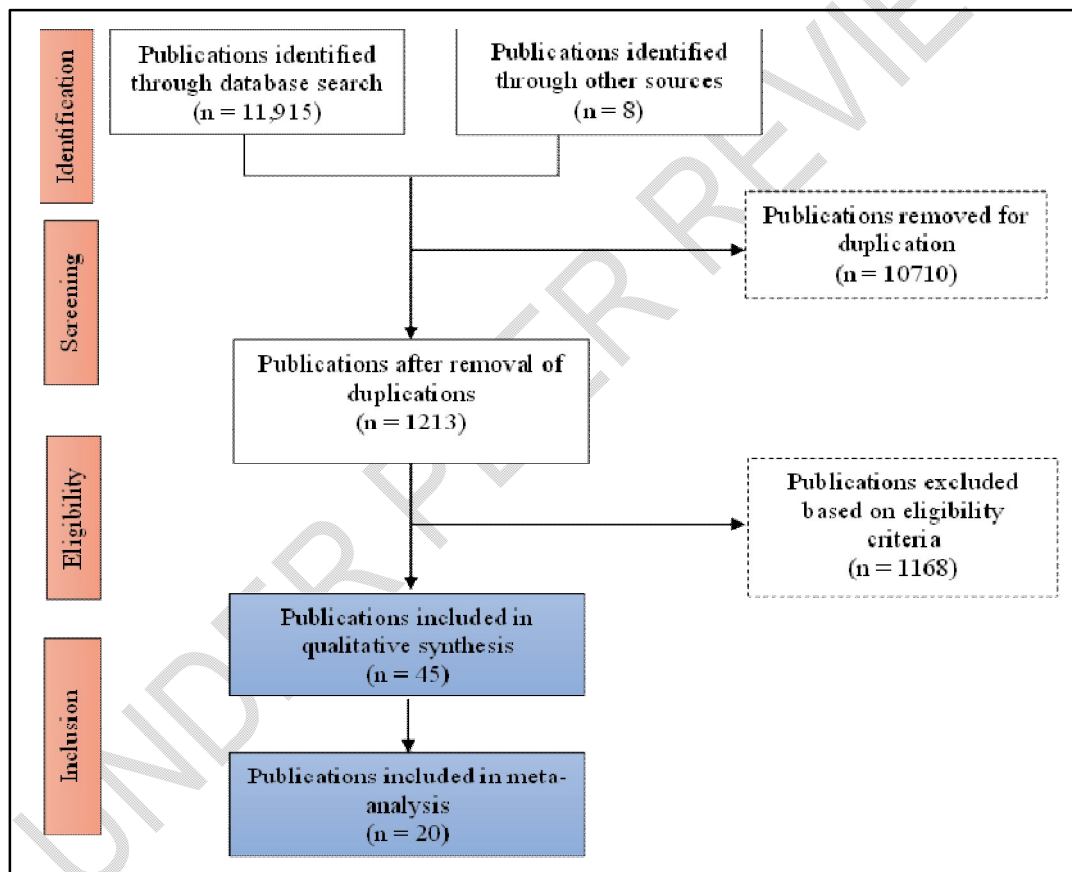 Identification
Publications identified
through database search
(n = 11,915)
Publications identified
through other sources
(n = 8)
Publications removed for
duplication
(n = 10710)
Screening
Publications after removal of
duplications
(n = 1213)
Eligibility
Publications excluded
based on eligibility
criteria
(n = 1168)
Publications included in
qualitative synthesis
(n = 45)
Inclusion
Publications included in meta-
analysis
(n = 20)
UNDER PEER REVIE